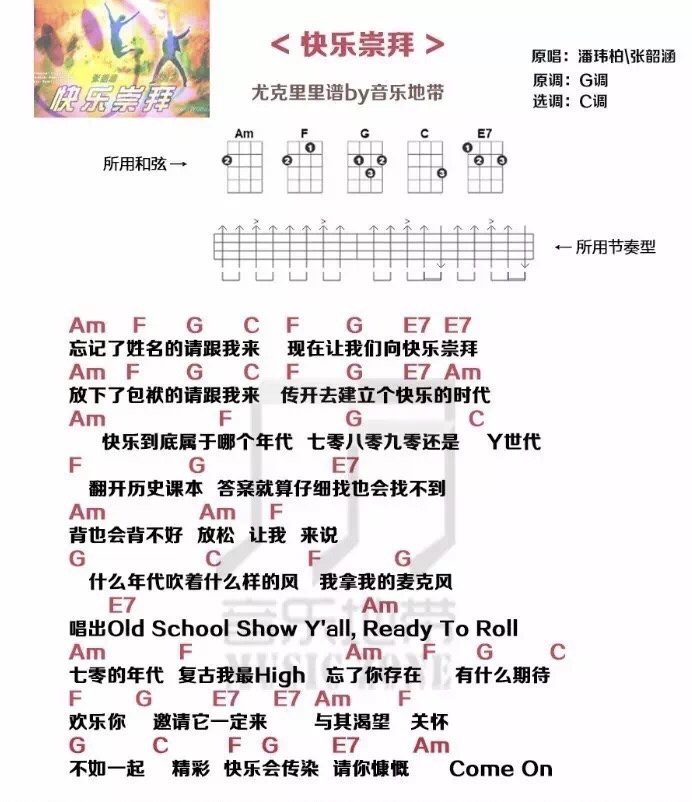 < 快乐崇拜 >
原唱：潘玮柏\张韶涵
张韶涵
快乐崇拜
尤克里里谱by音乐地带
原调：G调
选调：C调
Am F G C E7
所用和弦→
2 2 1 1 2 3 3 1 2 3
←所用节奏型
Am F G C F G E7 E7
忘记了姓名的请跟我来 现在让我们向快乐崇拜
Am F G C F G E7 Am
放下了包袱的请跟我来 传开去建立个快乐的时代
Am F G C
快乐到底属于哪个年代 七零八零九零还是 Y世代
F G E7
翻开历史课本 答案就算仔细找也会找不到
Am Am F
背也会背不好 放松 让我 来说
G C F G
什么年代吹着什么样的风 我拿我的麦克风
E7 Am
唱出Old School Show Y'all, Ready To Roll
Am F Am F G C
七零的年代 复古我最High 忘了你存在 有什么期待
F G E7 E7 Am F
欢乐你 邀请它一定来 与其渴望 关怀
G C F G E7 Am
不如一起 精彩 快乐会传染 请你慷慨 Come On
音乐地带
MUSIC ZONE